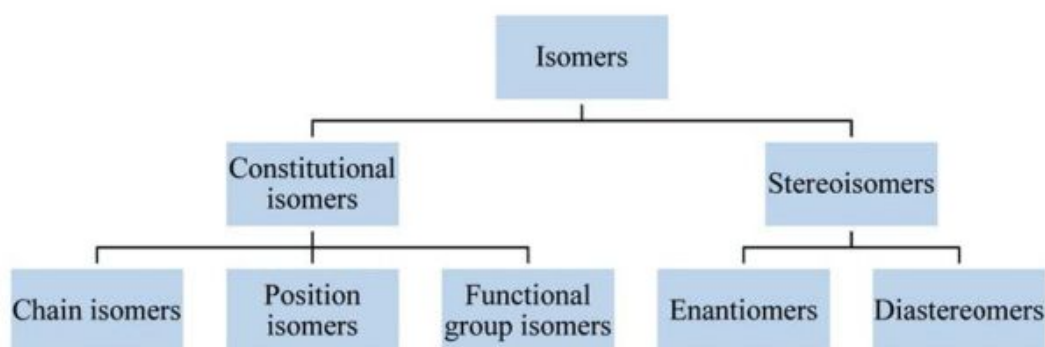 Isomers
Constitutional
isomers
Stereoisomers
Chain isomers
Position
isomers
Functional
group isomers
Enantiomers
Diastereomers